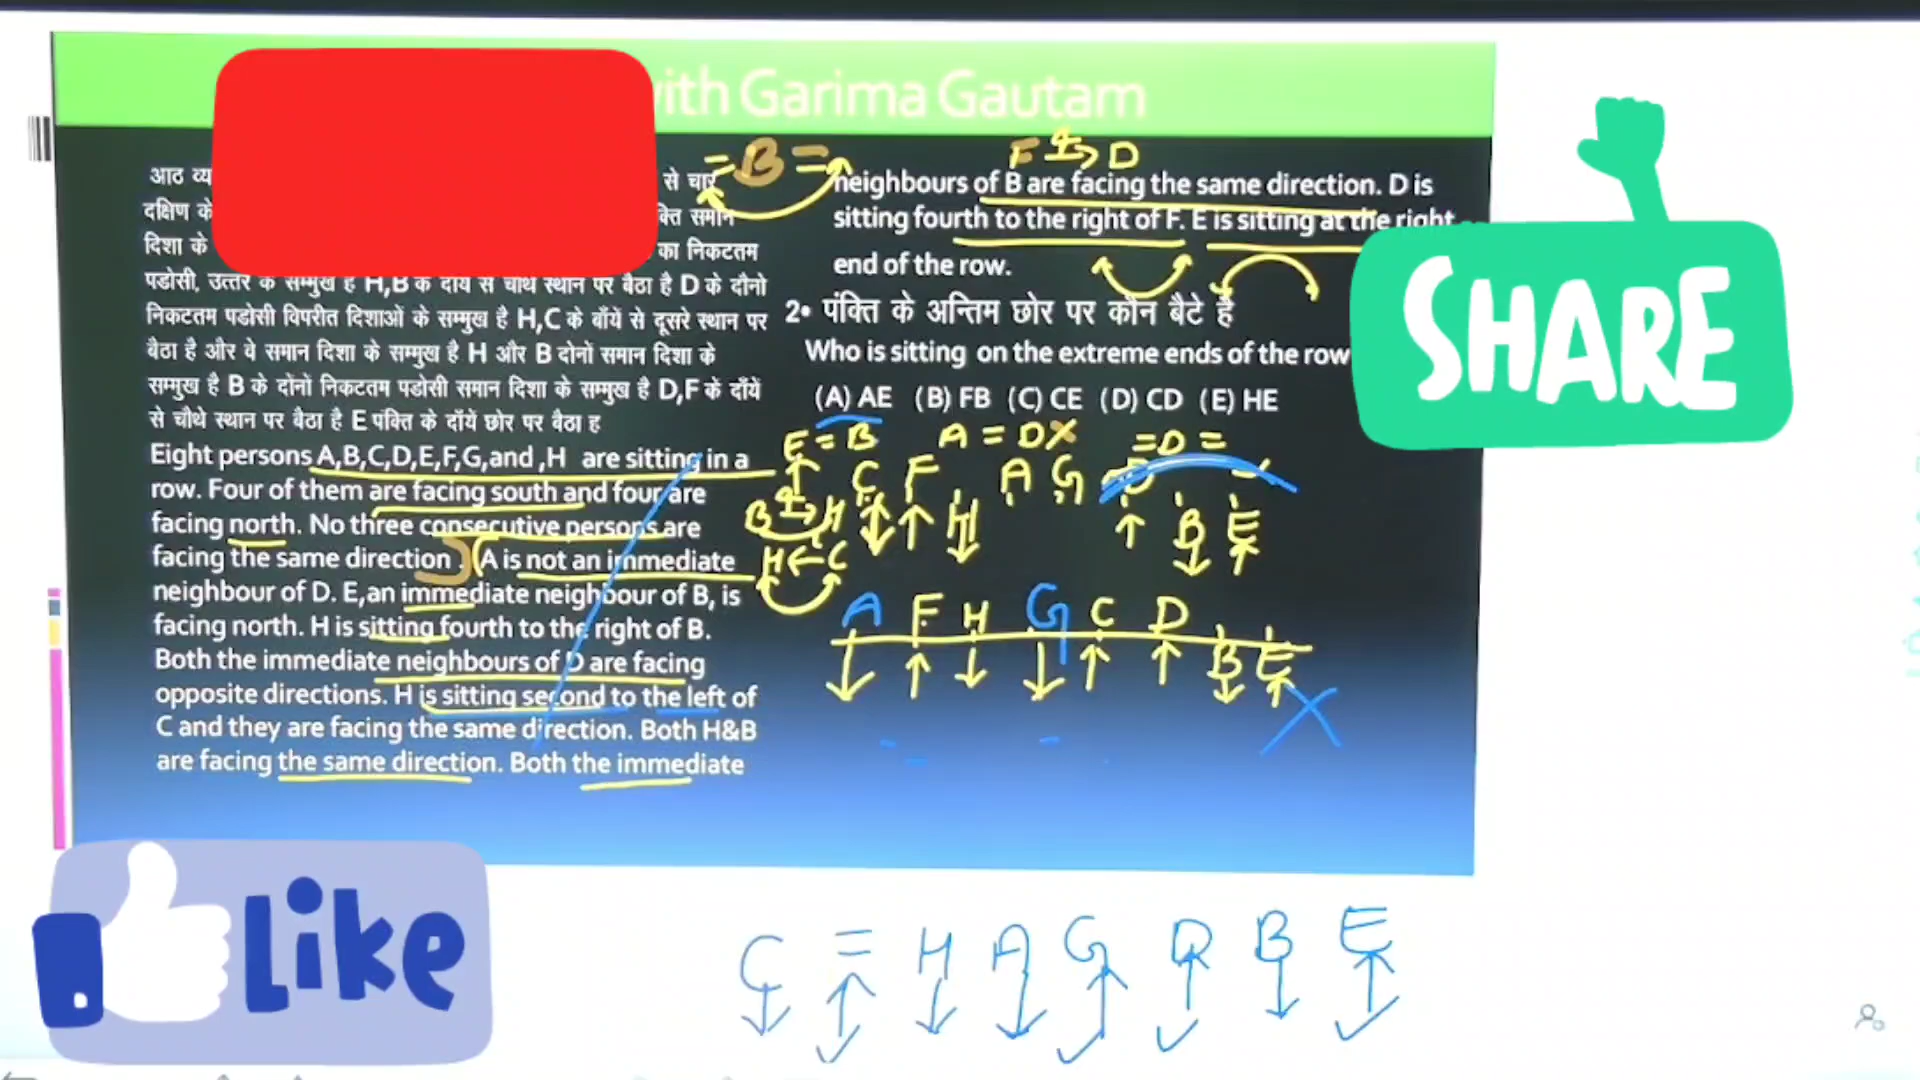 ith Garima Gautam
आठ व्य
से चार
दक्षिण के
क्ति समान
दिशा के
का निकटतम
पडोसी, उत्तर के सम्मुख है H,B के दायें से चौथे स्थान पर बैठा है D के दौनो
निकटतम पडोसी विपरीत दिशाओं के सम्मुख है H,C के बाँये से दूसरे स्थान पर
बैठा है और वे समान दिशा के सम्मुख है H और B दोनों समान दिशा के
सम्मुख है B के दोंनों निकटतम पडोसी समान दिशा के सम्मुख है D,F के दाँयें
से चौथे स्थान पर बैठा है E पंक्ति के दाँयें छोर पर बैठा ह
Eight persons A,B,C,D,E,F,G,and ,H are sitting in a
row. Four of them are facing south and four are
facing north. No three consecutive persons are
facing the same direction . (A is not an immediate
neighbour of D. E,an immediate neighbour of B, is
facing north. H is sitting fourth to the right of B.
Both the immediate neighbours of D are facing
opposite directions. H is sitting second to the left of
C and they are facing the same direction. Both H&B
are facing the same direction. Both the immediate
= B =
F 4 D
neighbours of B are facing the same direction. D is
sitting fourth to the right of F. E is sitting at the right
end of the row.
2• पंक्ति के अन्तिम छोर पर कौन बैटे है
Who is sitting on the extreme ends of the row
(A) AE (B) FB (C) CE (D) CD (E) HE
E = B A = D X = D =
C F A G D
B 4 H H B E
H C
A F H G C D
B E
C = H A G D B E
SHARE
LIKE